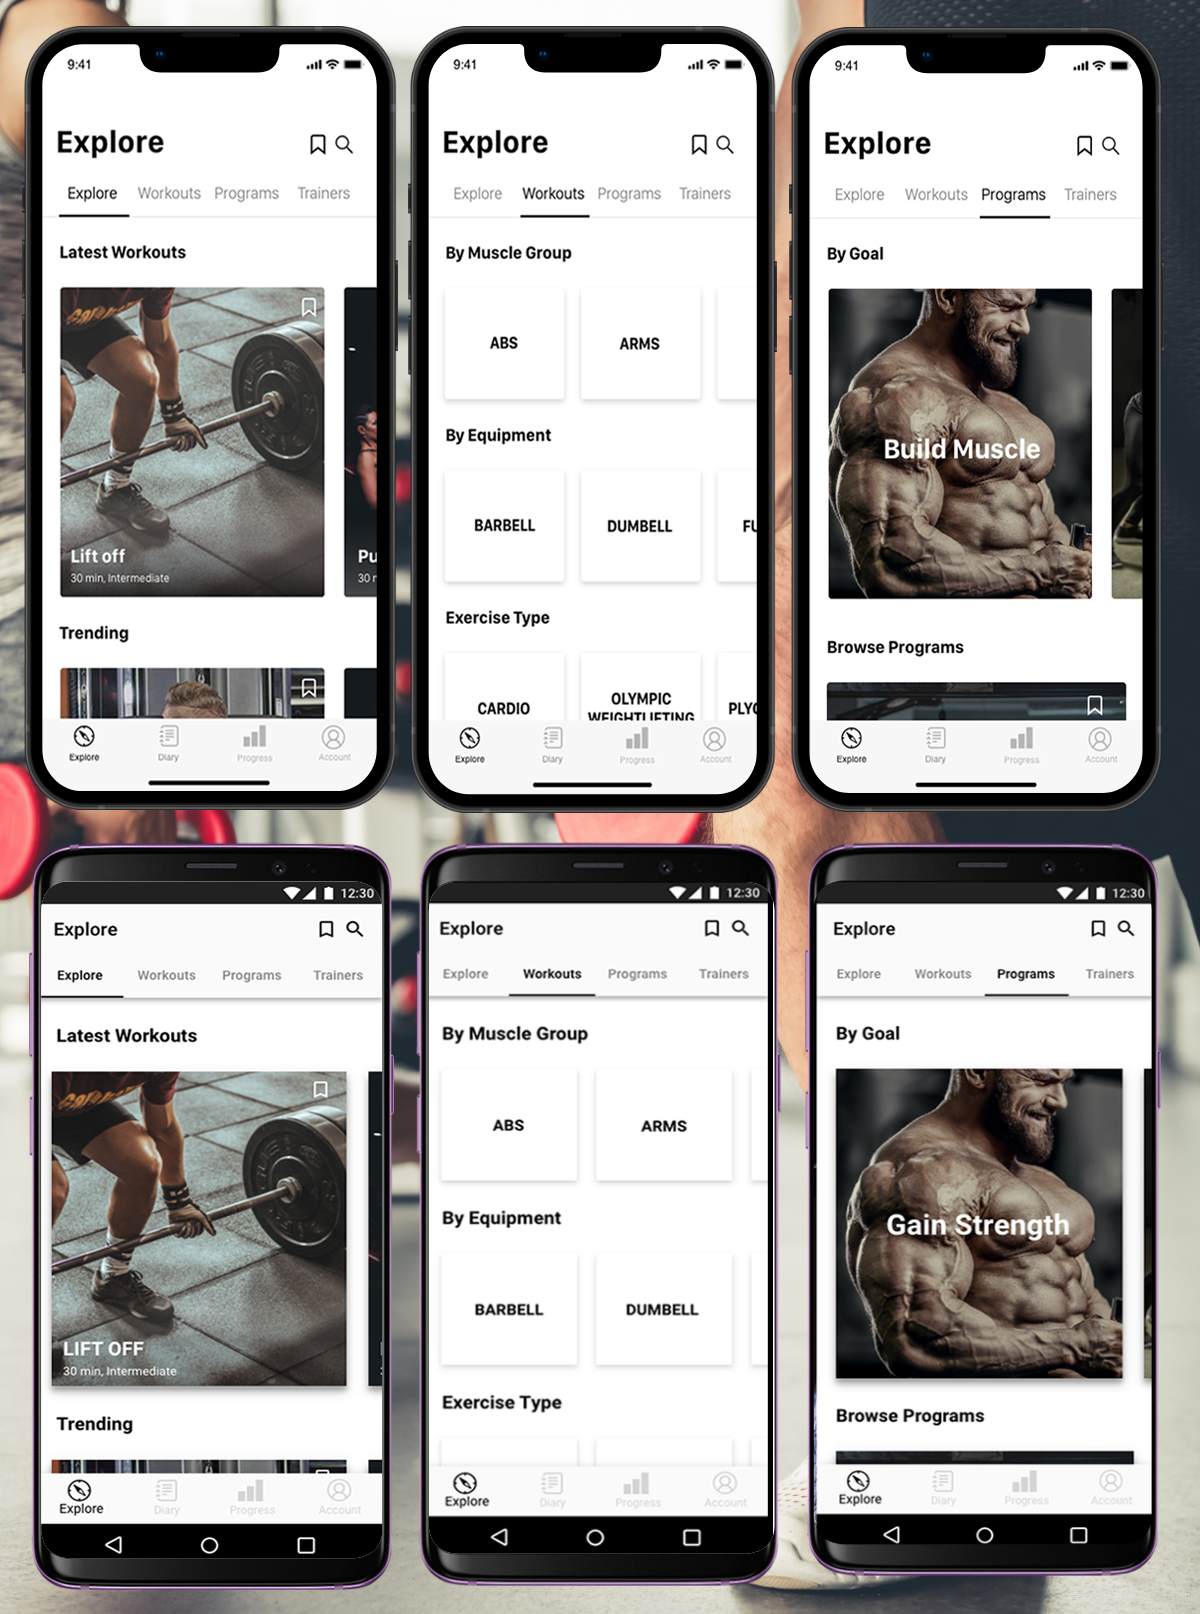 9:41
Explore
Explore Workouts Programs Trainers
Latest Workouts
Lift off
30 min, Intermediate
Pu
30 m
Trending
Explore Diary Progress Account
9:41
Explore
Explore Workouts Programs Trainers
By Muscle Group
ABS ARMS
By Equipment
BARBELL DUMBELL FU
Exercise Type
CARDIO OLYMPIC WEIGHTLIFTING PLYO
Explore Diary Progress Account
9:41
Explore
Explore Workouts Programs Trainers
By Goal
Build Muscle
Browse Programs
Explore Diary Progress Account
12:30
Explore
Explore Workouts Programs Trainers
Latest Workouts
LIFT OFF
30 min, Intermediate
Trending
Explore Diary Progress Account
12:30
Explore
Explore Workouts Programs Trainers
By Muscle Group
ABS ARMS
By Equipment
BARBELL DUMBELL
Exercise Type
Explore Diary Progress Account
12:30
Explore
Explore Workouts Programs Trainers
By Goal
Gain Strength
Browse Programs
Explore Diary Progress Account